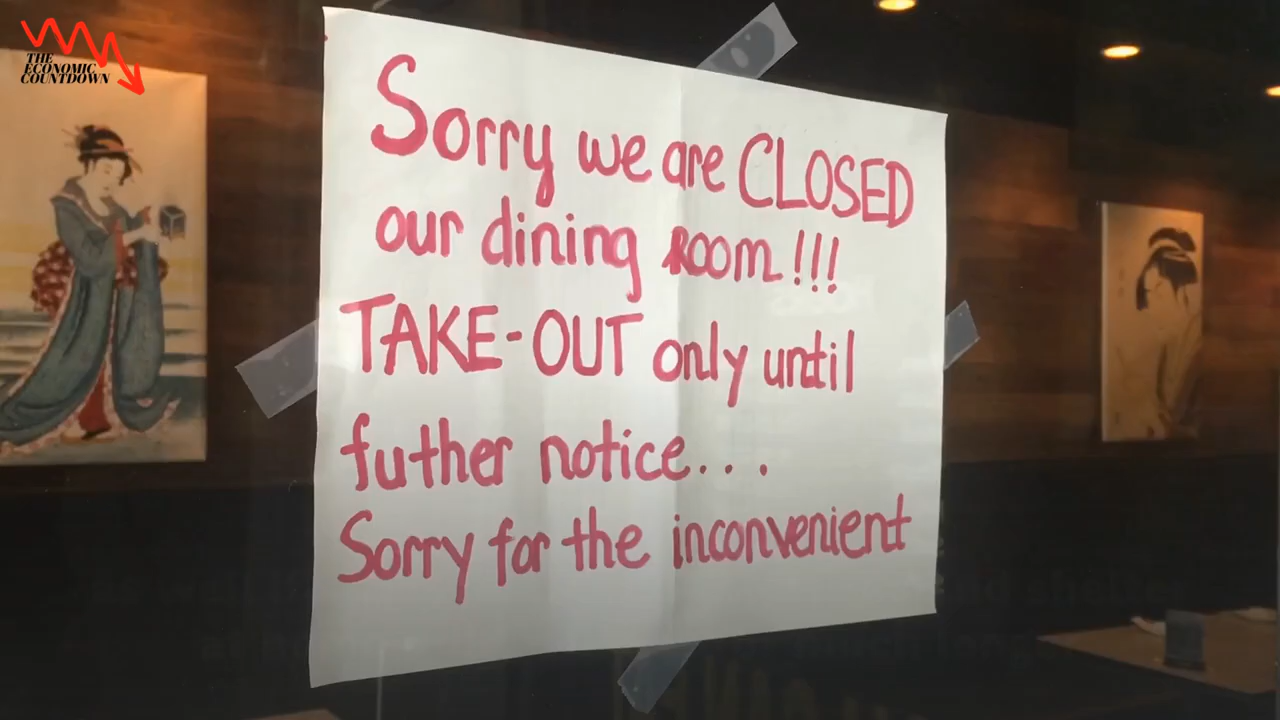 THE
ECONOMIC
COUNTDOWN
Sorry we are CLOSED
our dining ROOM!!!
TAKE-OUT only until
futher notice...
Sorry for the inconvenient